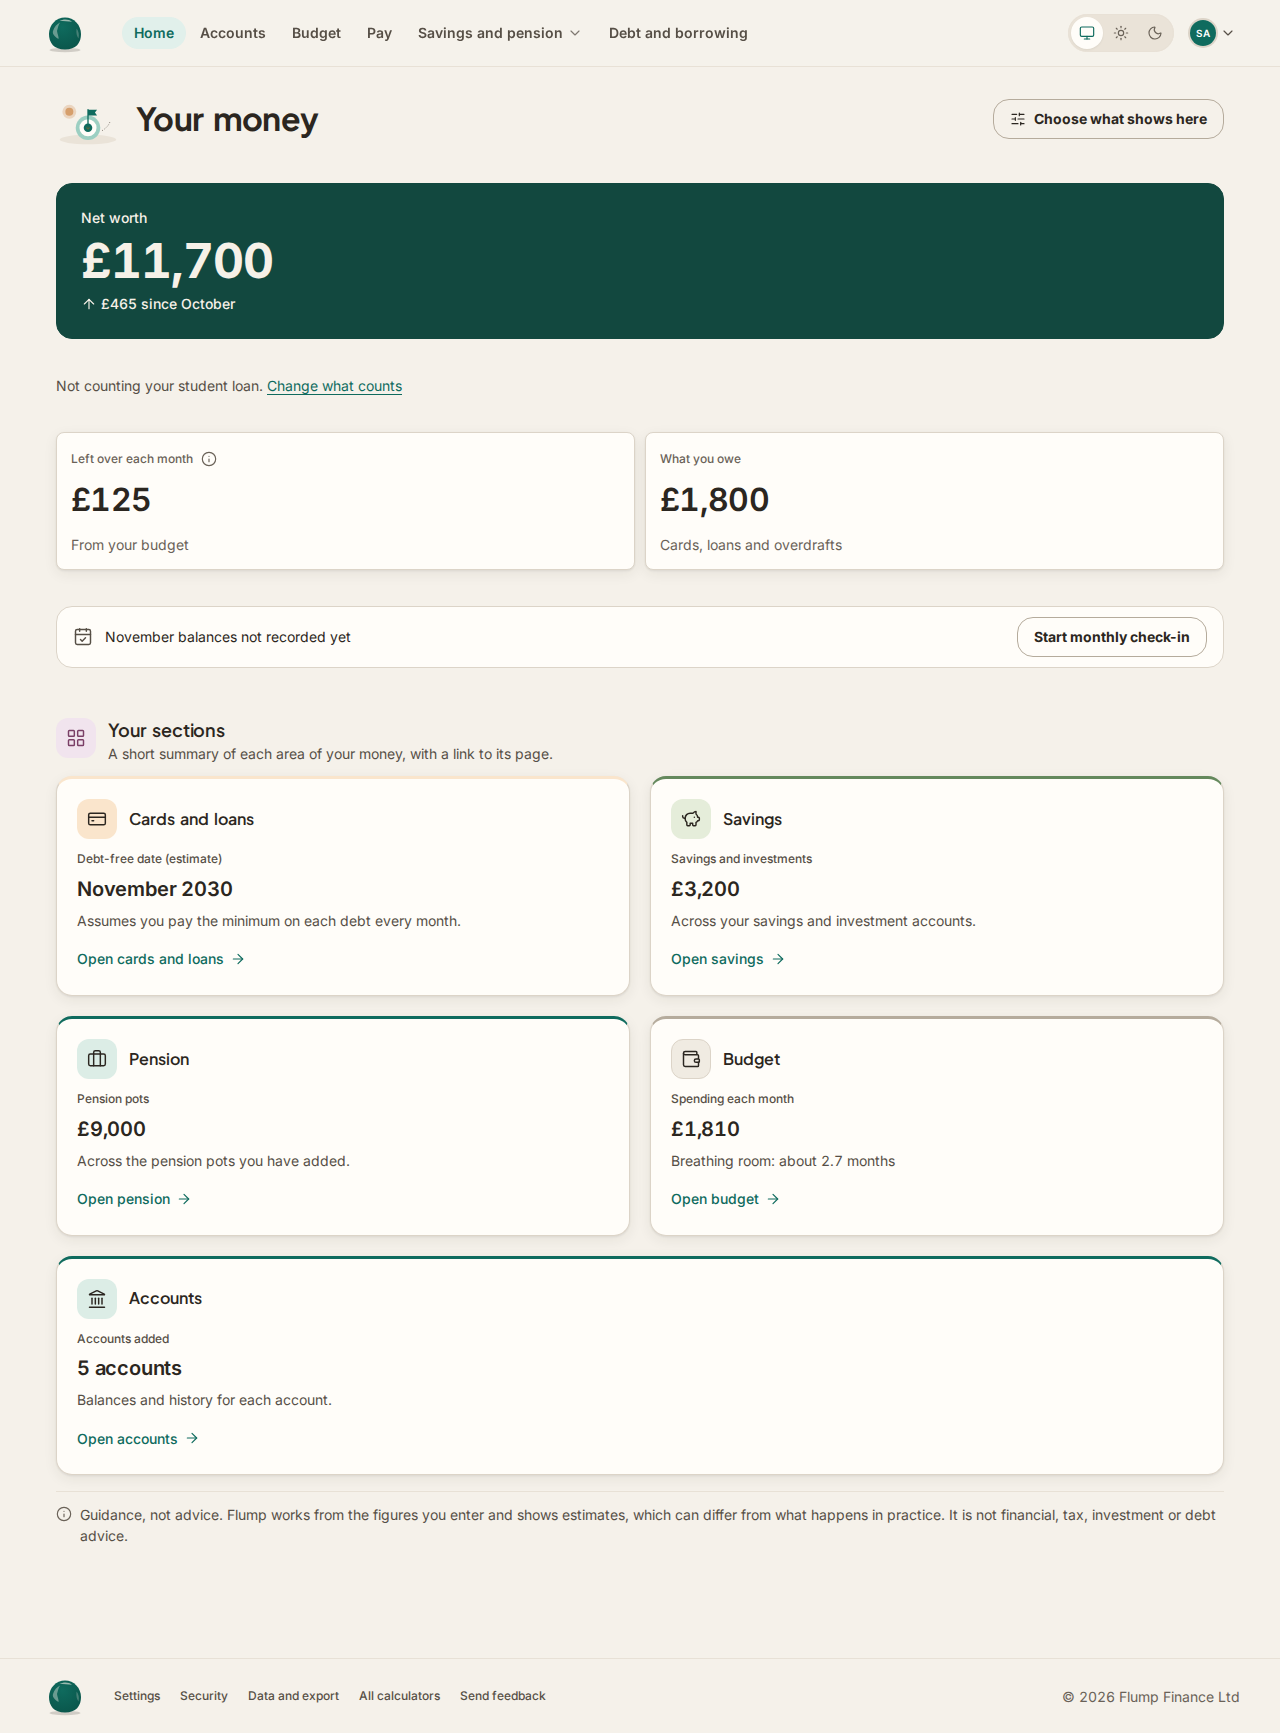 Home
Accounts
Budget
Pay
Savings and pension
Debt and borrowing
SA
Your money
Choose what shows here
Net worth
£11,700
↑ £465 since October
Not counting your student loan. Change what counts
Left over each month
£125
From your budget
What you owe
£1,800
Cards, loans and overdrafts
November balances not recorded yet
Start monthly check-in
Your sections
A short summary of each area of your money, with a link to its page.
Cards and loans
Debt-free date (estimate)
November 2030
Assumes you pay the minimum on each debt every month.
Open cards and loans →
Savings
Savings and investments
£3,200
Across your savings and investment accounts.
Open savings →
Pension
Pension pots
£9,000
Across the pension pots you have added.
Open pension →
Budget
Spending each month
£1,810
Breathing room: about 2.7 months
Open budget →
Accounts
Accounts added
5 accounts
Balances and history for each account.
Open accounts →
Guidance, not advice. Flump works from the figures you enter and shows estimates, which can differ from what happens in practice. It is not financial, tax, investment or debt
advice.
Settings
Security
Data and export
All calculators
Send feedback
© 2026 Flump Finance Ltd